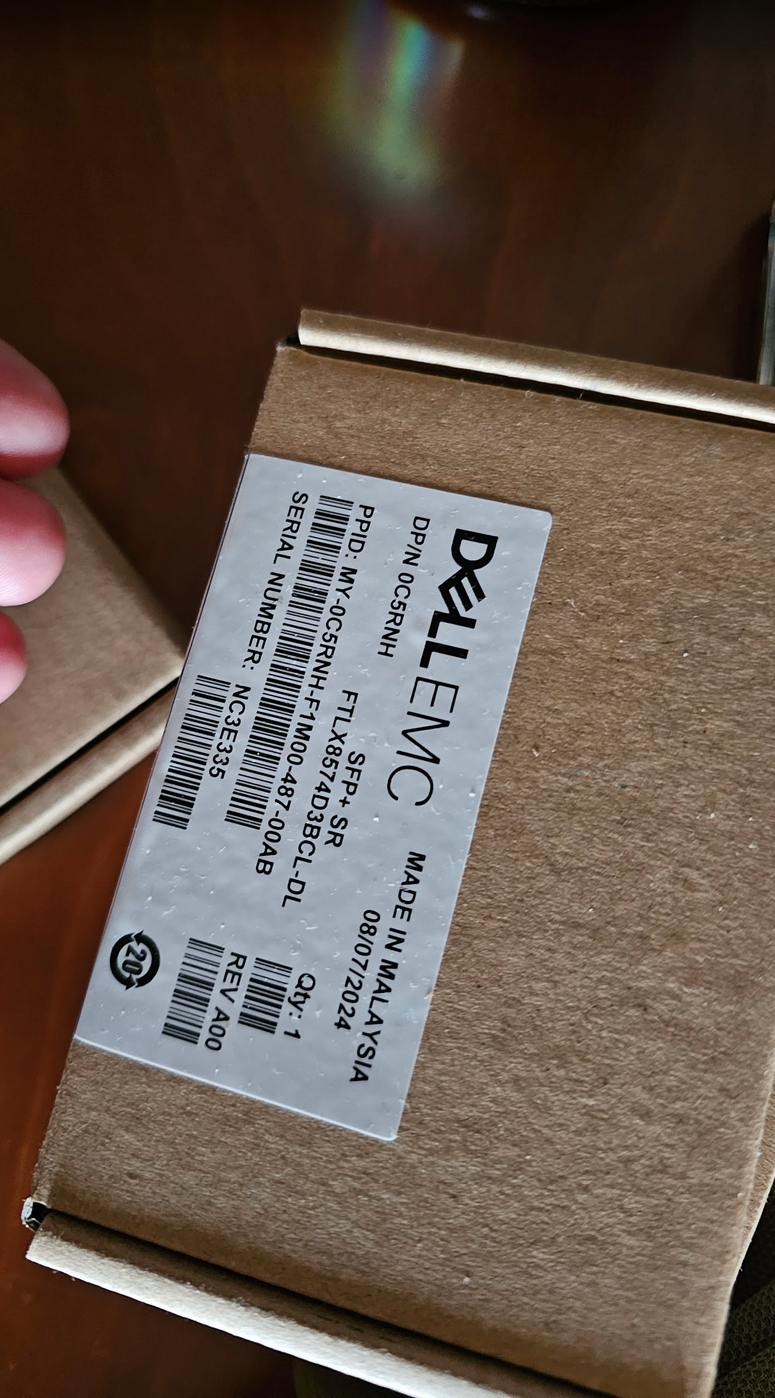 DELL EMC
MADE IN MALAYSIA
DP/N 0C5RNH
SFP+ SR
08/07/2024
FTLX8574D3BCL-DL
PPID: MY-0C5RNH-F1M00-487-00AB
Qty: 1
SERIAL NUMBER: NC3E335
REV A00
20